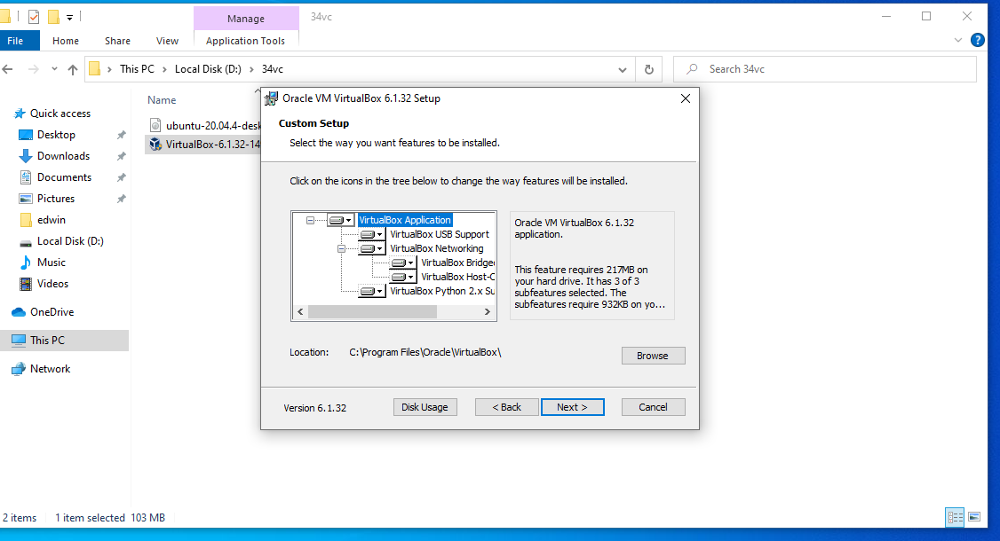 Manage
34vc
File
Home
Share
View
Application Tools
This PC
Local Disk (D:)
34vc
Search 34vc
Name
Quick access
Desktop
Downloads
Documents
Pictures
edwin
Local Disk (D:)
Music
Videos
OneDrive
This PC
Network
ubuntu-20.04.4-desk
VirtualBox-6.1.32-14
Oracle VM VirtualBox 6.1.32 Setup
Custom Setup
Select the way you want features to be installed.
Click on the icons in the tree below to change the way features will be installed.
VirtualBox Application
VirtualBox USB Support
VirtualBox Networking
VirtualBox Bridge
VirtualBox Host-C
VirtualBox Python 2.x Su
Oracle VM VirtualBox 6.1.32
application.
This feature requires 217MB on
your hard drive. It has 3 of 3
subfeatures selected. The
subfeatures require 932KB on yo...
Location:
C:\Program Files\Oracle\VirtualBox\
Browse
Version 6.1.32
Disk Usage
< Back
Next >
Cancel
2 items
1 item selected 103 MB